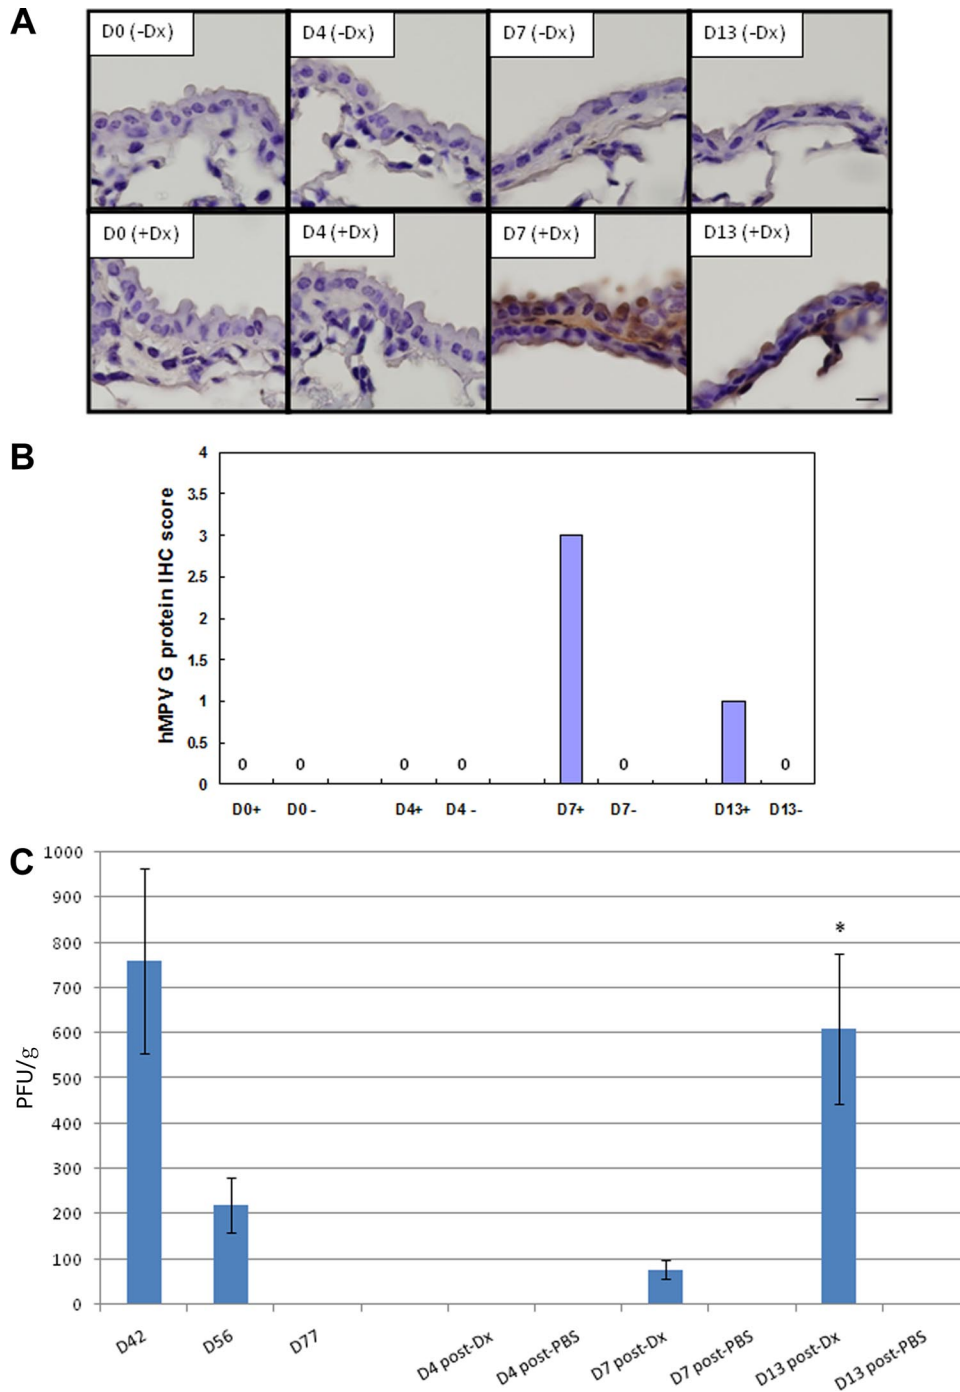 A
D0 (-Dx)
D4 (-Dx)
D7 (-Dx)
D13 (-Dx)
D0 (+Dx)
D4 (+Dx)
D7 (+Dx)
D13 (+Dx)
B
hMPV G protein IHC score
4
3.5
3
2.5
2
1.5
1
0.5
0
0
0
0
0
0
0
D0+
D0 -
D4+
D4 -
D7+
D7-
D13+
D13-
C
PFU/g
1000
900
800
700
600
500
400
300
200
100
0
*
D42
D56
D77
D4 post-Dx
D4 post-PBS
D7 post-Dx
D7 post-PBS
D13 post-Dx
D13 post-PBS